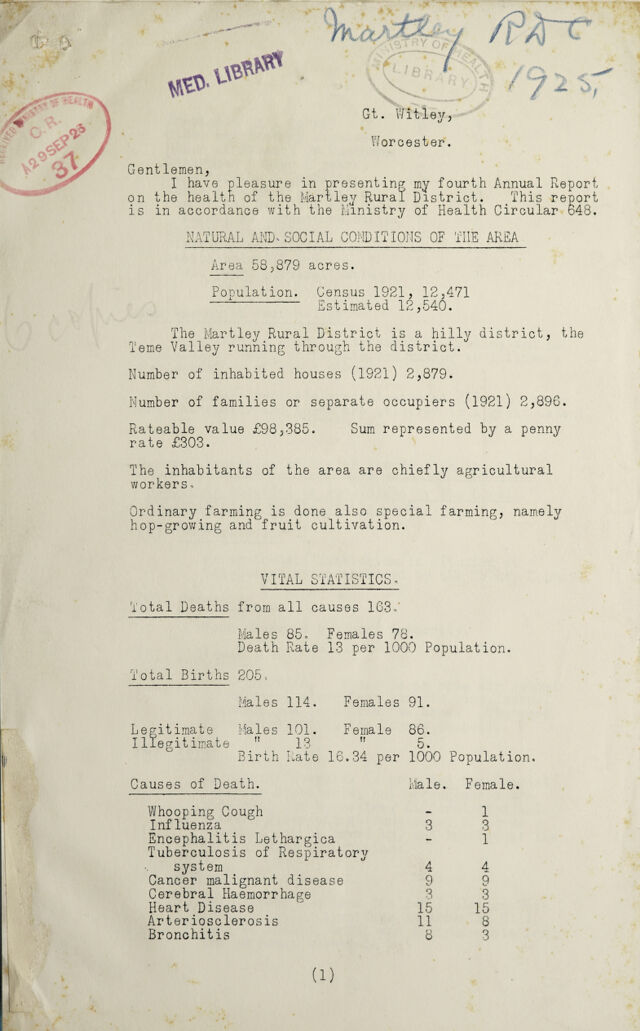 Martley RDC
1925,
MED. LIBRARY
MINISTRY OF HEALTH
LIBRARY
RECEIVED MINISTRY OF HEALTH
C.R.
A29SEP26
37
Gt. Witley,
Worcester.
Gentlemen,
I have pleasure in presenting my fourth Annual Report
on the health of the Martley Rural District. This report
is in accordance with the Ministry of Health Circular 648.
NATURAL AND SOCIAL CONDITIONS OF THE AREA
Area 58,879 acres.
Population. Census 1921, 12,471
Estimated 12,540.
6 copies
The Martley Rural District is a hilly district, the
Teme Valley running through the district.
Number of inhabited houses (1921) 2,879.
Number of families or separate occupiers (1921) 2,896.
Rateable value £98,385. Sum represented by a penny
rate £303.
The inhabitants of the area are chiefly agricultural
workers.
Ordinary farming is done also special farming, namely
hop-growing and fruit cultivation.
VITAL STATISTICS.
Total Deaths from all causes 163.
Males 85. Females 78.
Death Rate 13 per 1000 Population.
Total Births 205.
Males 114. Females 91.
Legitimate Males 101. Female 86.
Illegitimate " 13 " 5.
Birth Rate 16.34 per 1000 Population.
Causes of Death. Male. Female.
Whooping Cough - 1
Influenza 3 3
Encephalitis Lethargica - 1
Tuberculosis of Respiratory
system 4 4
Cancer malignant disease 9 9
Cerebral Haemorrhage 3 3
Heart Disease 15 15
Arteriosclerosis 11 8
Bronchitis 8 3
(1)